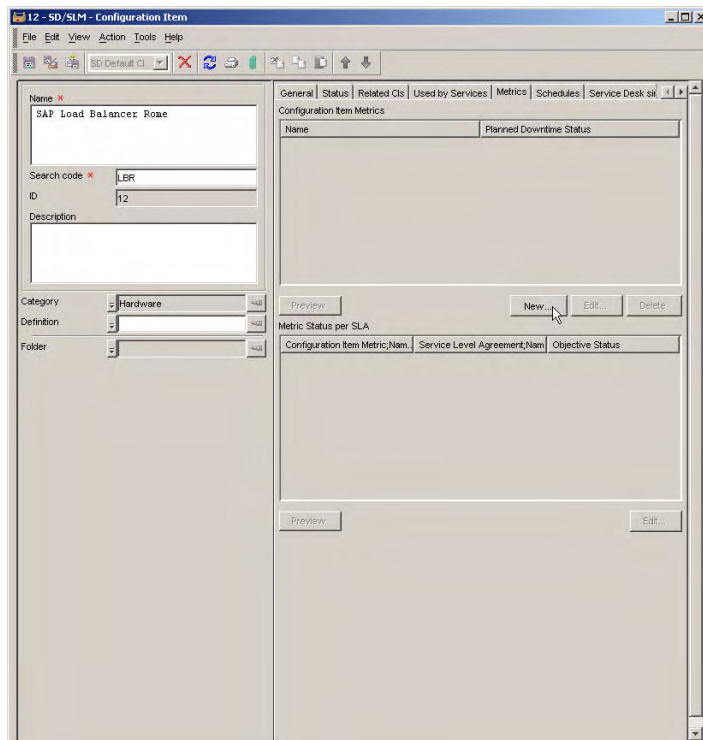 12 - SD/SLM - Configuration Item
File Edit View Action Tools Help
SD Default CI
Name *
SAP Load Balancer Rome
Search code *
LBR
ID
12
Description
Category
Hardware
Definition
Folder
General Status Related CIs Used by Services Metrics Schedules Service Desk sir
Configuration Item Metrics
Name Planned Downtime Status
Preview New... Edit... Delete
Metric Status per SLA
Configuration Item Metric;Nam.. Service Level Agreement;Nam Objective Status
Preview Edit...